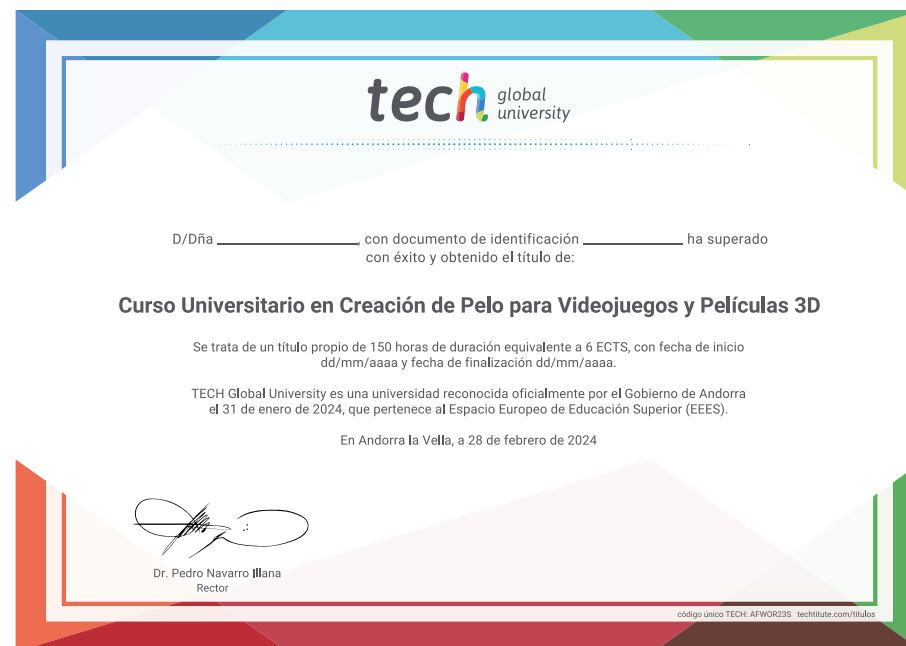 tech global university
D/Dña ____________________, con documento de identificación ______________ ha superado
con éxito y obtenido el título de:
Curso Universitario en Creación de Pelo para Videojuegos y Películas 3D
Se trata de un título propio de 150 horas de duración equivalente a 6 ECTS, con fecha de inicio
dd/mm/aaaa y fecha de finalización dd/mm/aaaa.
TECH Global University es una universidad reconocida oficialmente por el Gobierno de Andorra
el 31 de enero de 2024, que pertenece al Espacio Europeo de Educación Superior (EEES).
En Andorra la Vella, a 28 de febrero de 2024
Dr. Pedro Navarro Illana
Rector
código único TECH: AFWOR23S techtitute.com/titulos